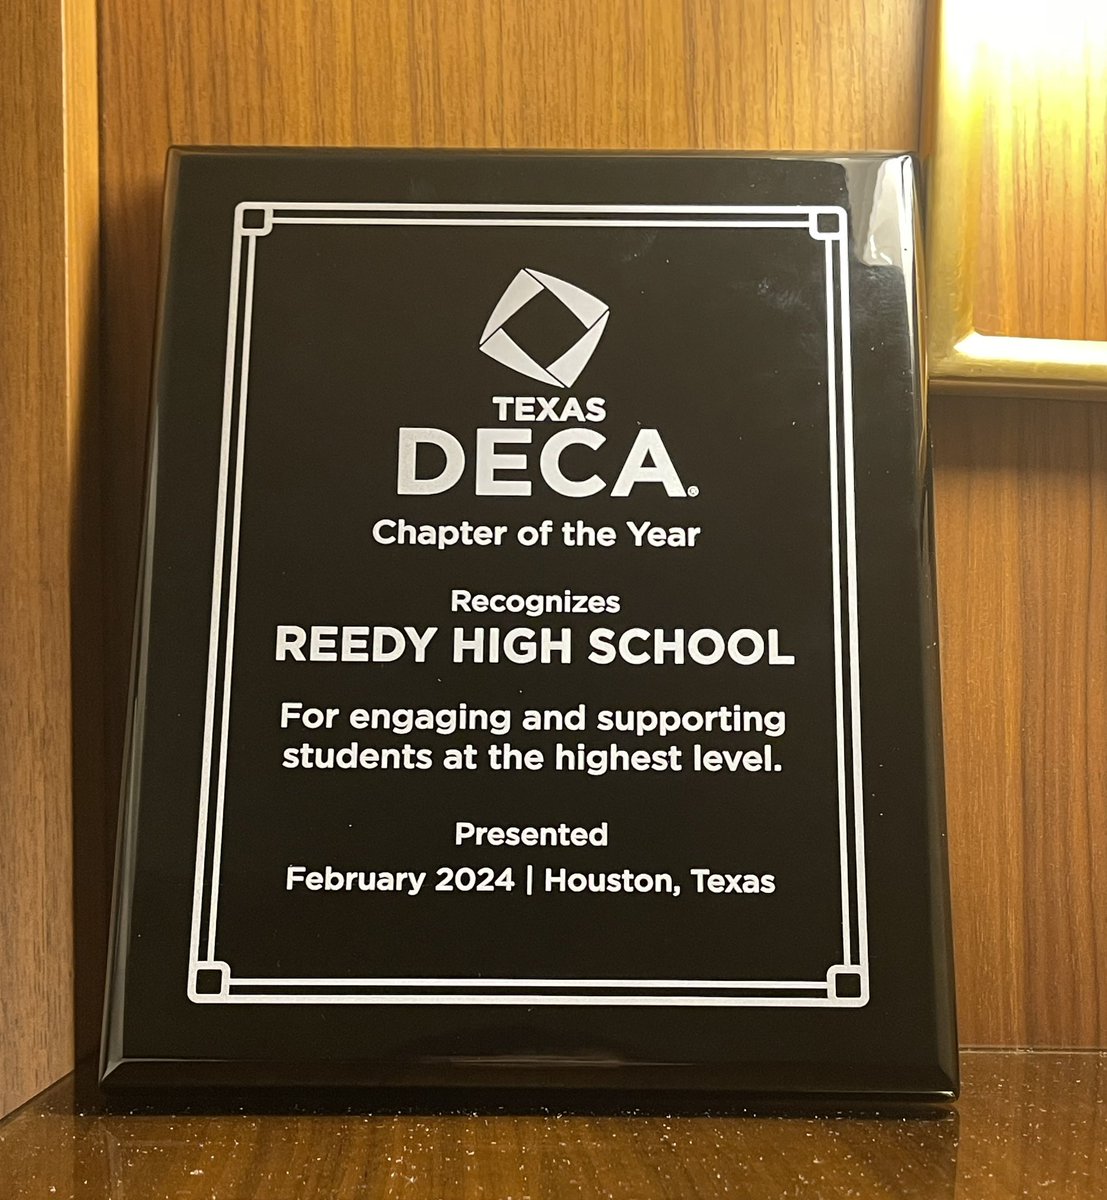 TEXAS
DECA®
Chapter of the Year
Recognizes
REEDY HIGH SCHOOL
For engaging and supporting
students at the highest level.
Presented
February 2024 | Houston, Texas